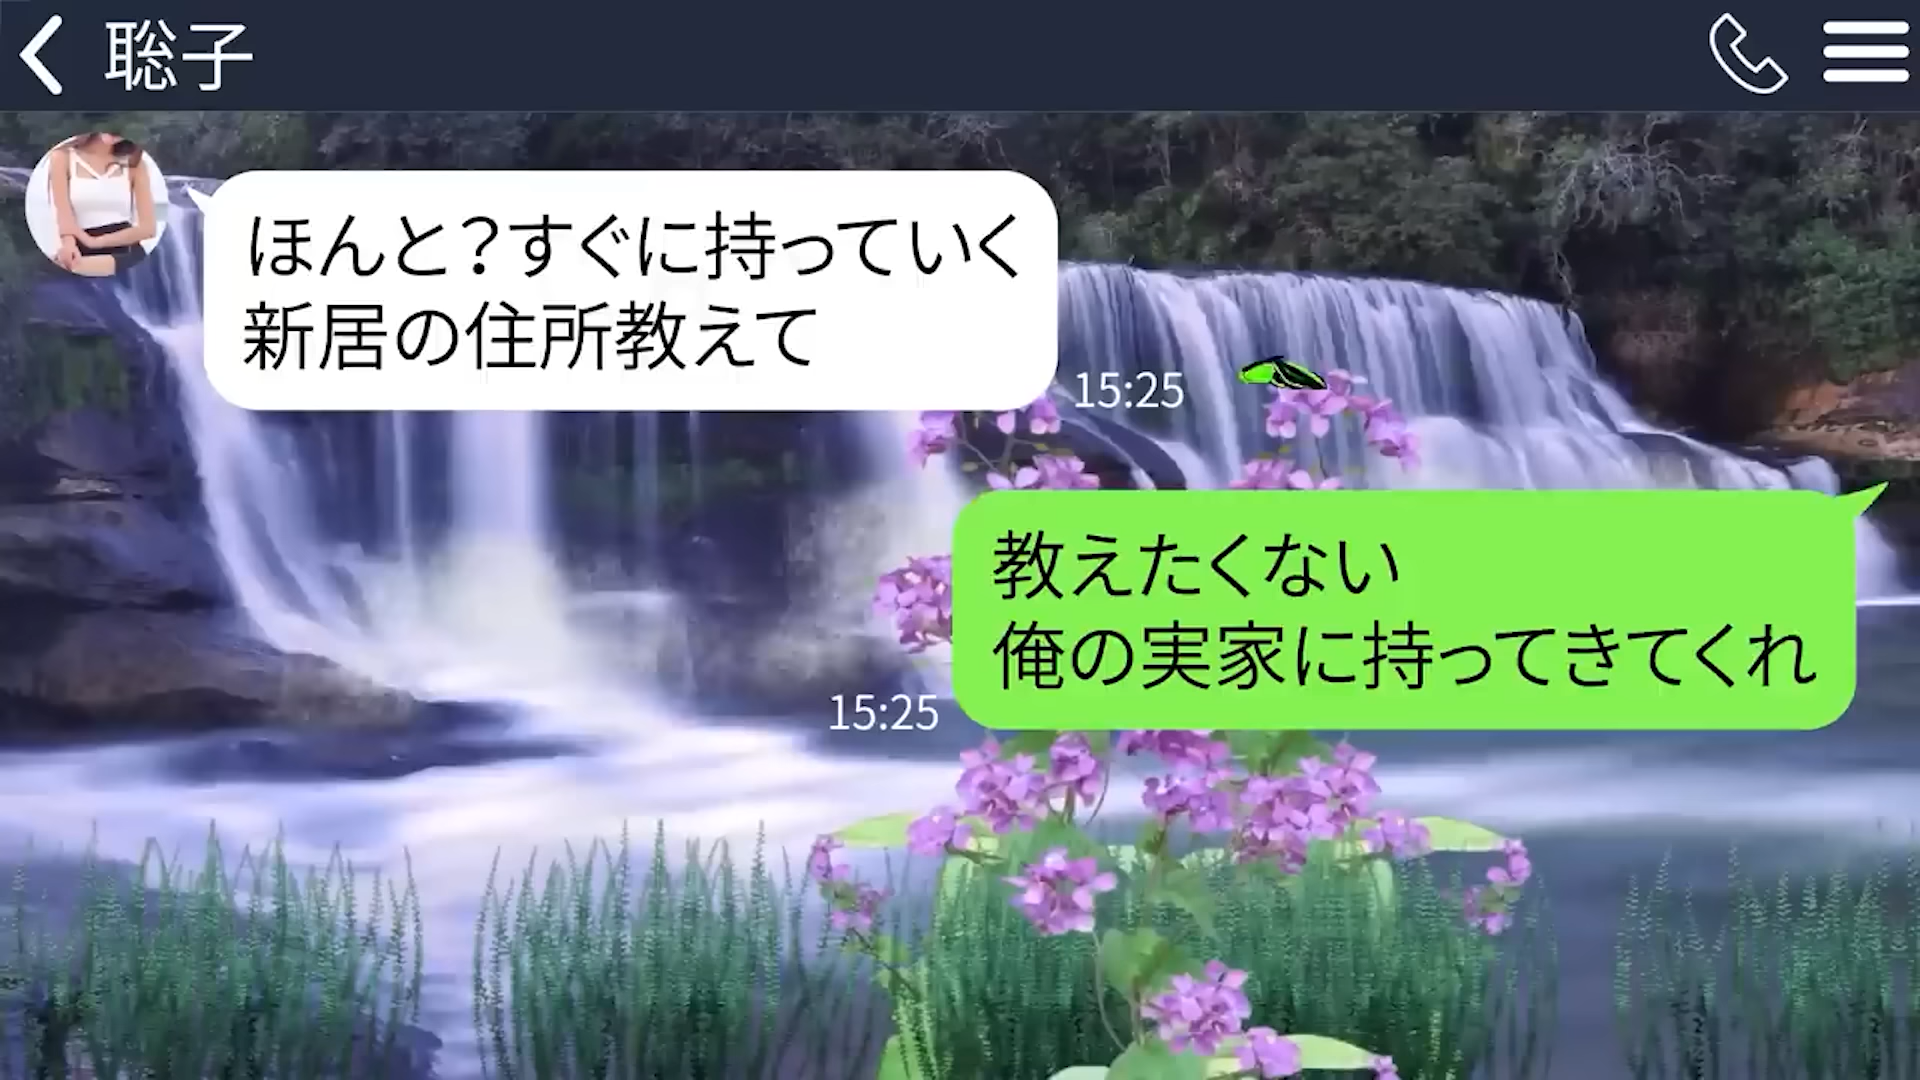 聡子
ほんと？すぐに持っていく
新居の住所教えて
15:25
教えたくない
俺の実家に持ってきてくれ
15:25